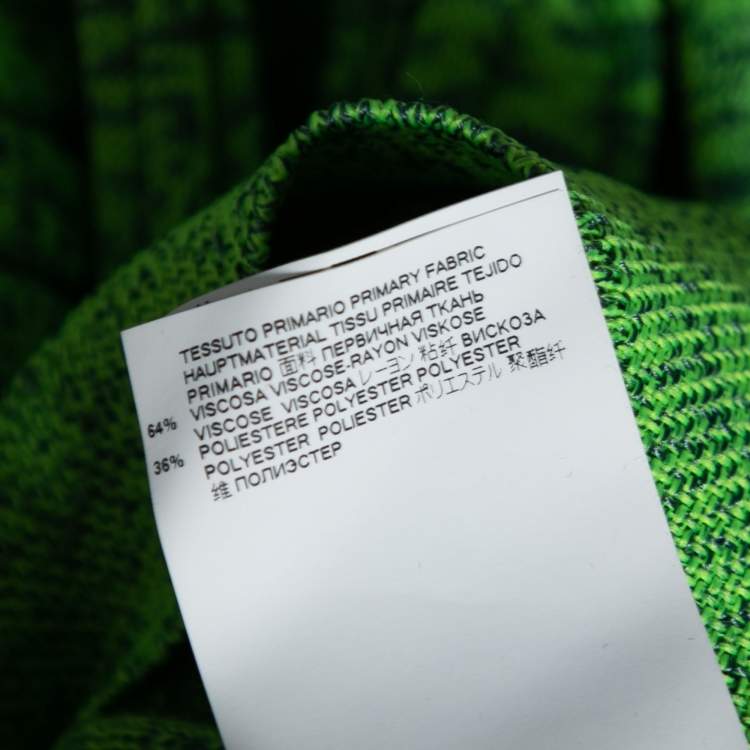 TESSUTO PRIMARIO PRIMARY FABRIC
HAUPTMATERIAL TISSU PRIMAIRE TEJIDO
PRIMARIO 面料 ПЕРВИЧНАЯ ТКАНЬ
64% VISCOSA VISCOSE-RAYON VISKOSE
VISCOSE VISCOSA レーヨン 粘纤 ВИСКОЗА
36% POLIESTERE POLYESTER POLYESTER
POLYESTER POLIESTER ポリエステル 聚酯纤
维 ПОЛИЭСТЕР